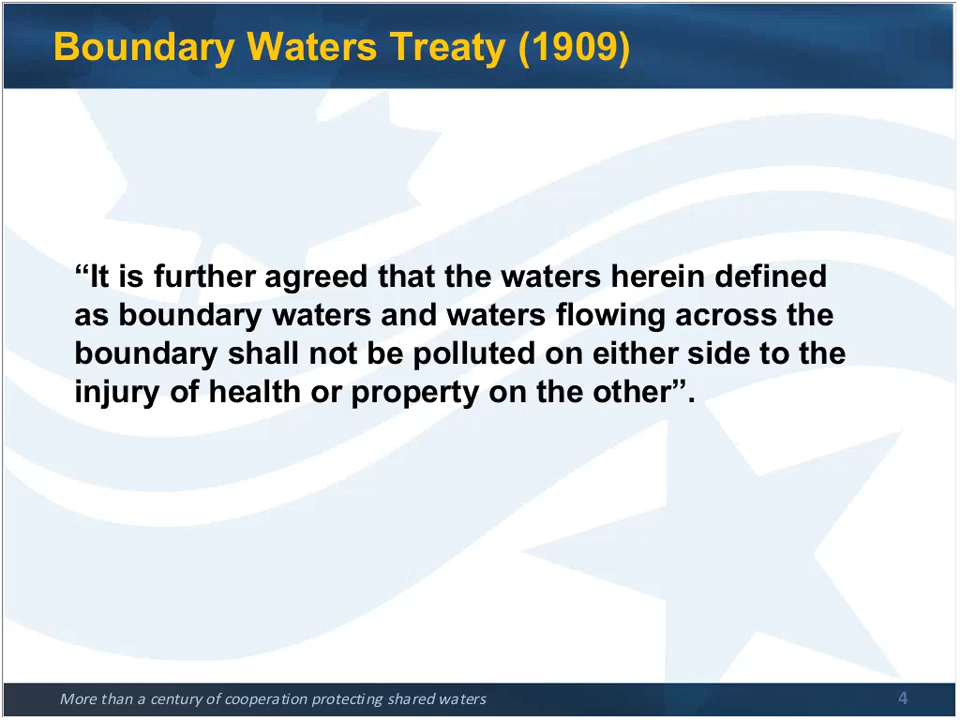 Boundary Waters Treaty (1909)
“It is further agreed that the waters herein defined
as boundary waters and waters flowing across the
boundary shall not be polluted on either side to the
injury of health or property on the other”.
More than a century of cooperation protecting shared waters
4